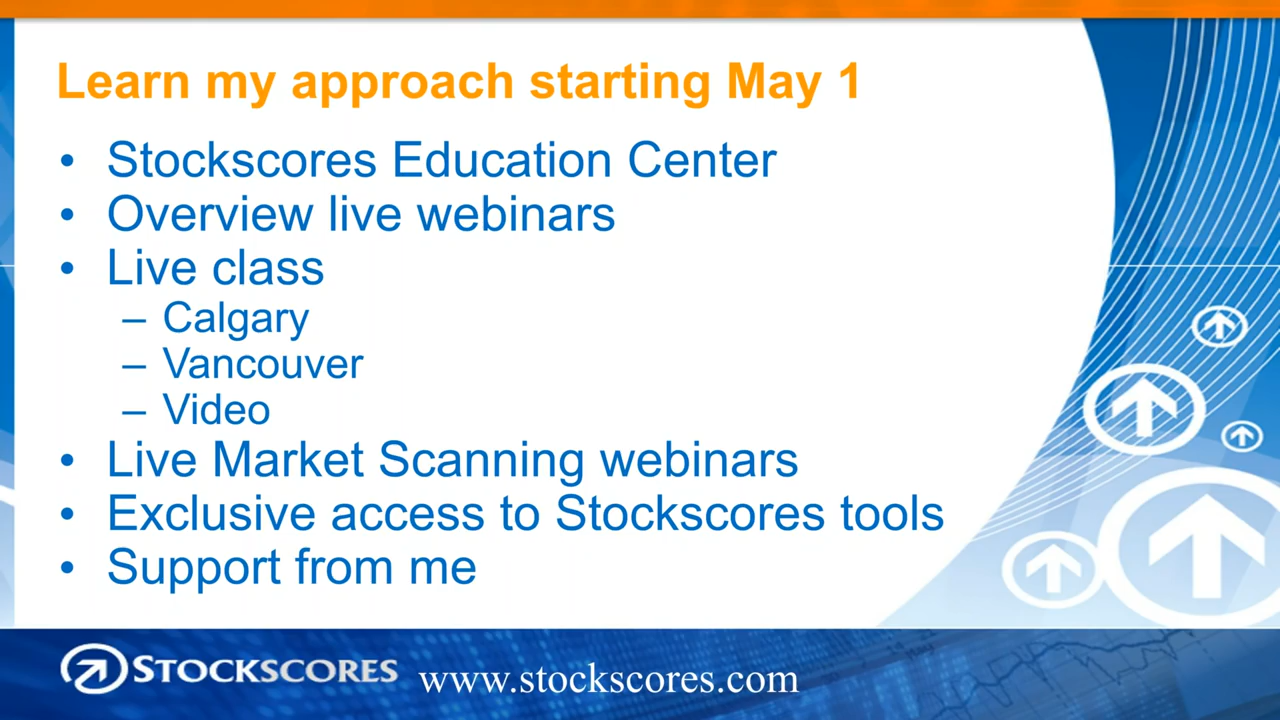 Learn my approach starting May 1
• Stockscores Education Center
• Overview live webinars
• Live class
– Calgary
– Vancouver
– Video
• Live Market Scanning webinars
• Exclusive access to Stockscores tools
• Support from me
STOCKSCORES
www.stockscores.com